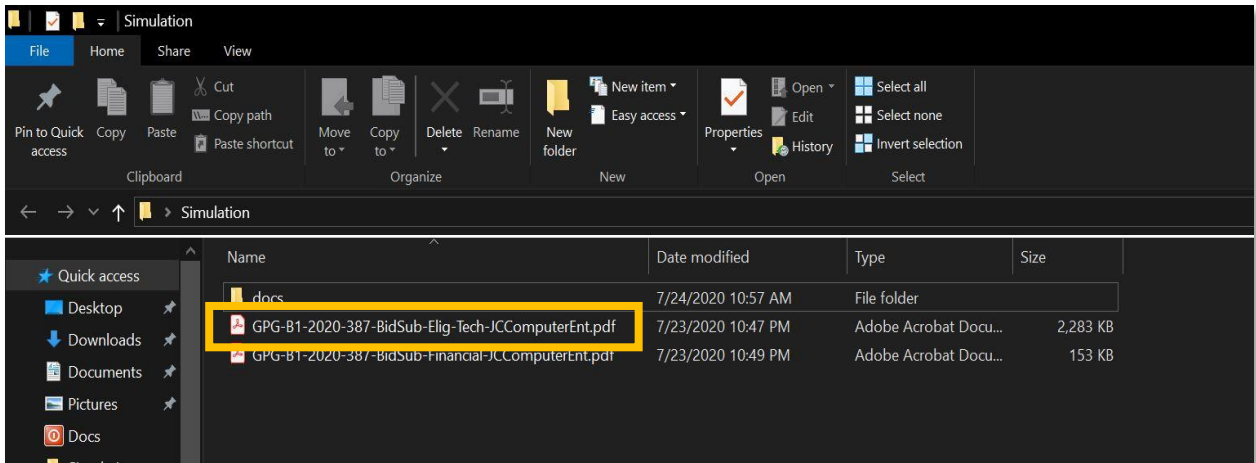 Simulation
File Home Share View
Pin to Quick access
Copy
Paste
Cut
Copy path
Paste shortcut
Clipboard
Move to
Copy to
Delete
Rename
Organize
New folder
New item
Easy access
New
Properties
Open
Edit
History
Open
Select all
Select none
Invert selection
Select
Simulation
Name Date modified Type Size
Quick access
Desktop
Downloads
Documents
Pictures
Docs
docs 7/24/2020 10:57 AM File folder
GPG-B1-2020-387-BidSub-Elig-Tech-JCComputerEnt.pdf 7/23/2020 10:47 PM Adobe Acrobat Docu... 2,283 KB
GPG-B1-2020-387-BidSub-Financial-JCComputerEnt.pdf 7/23/2020 10:49 PM Adobe Acrobat Docu... 153 KB